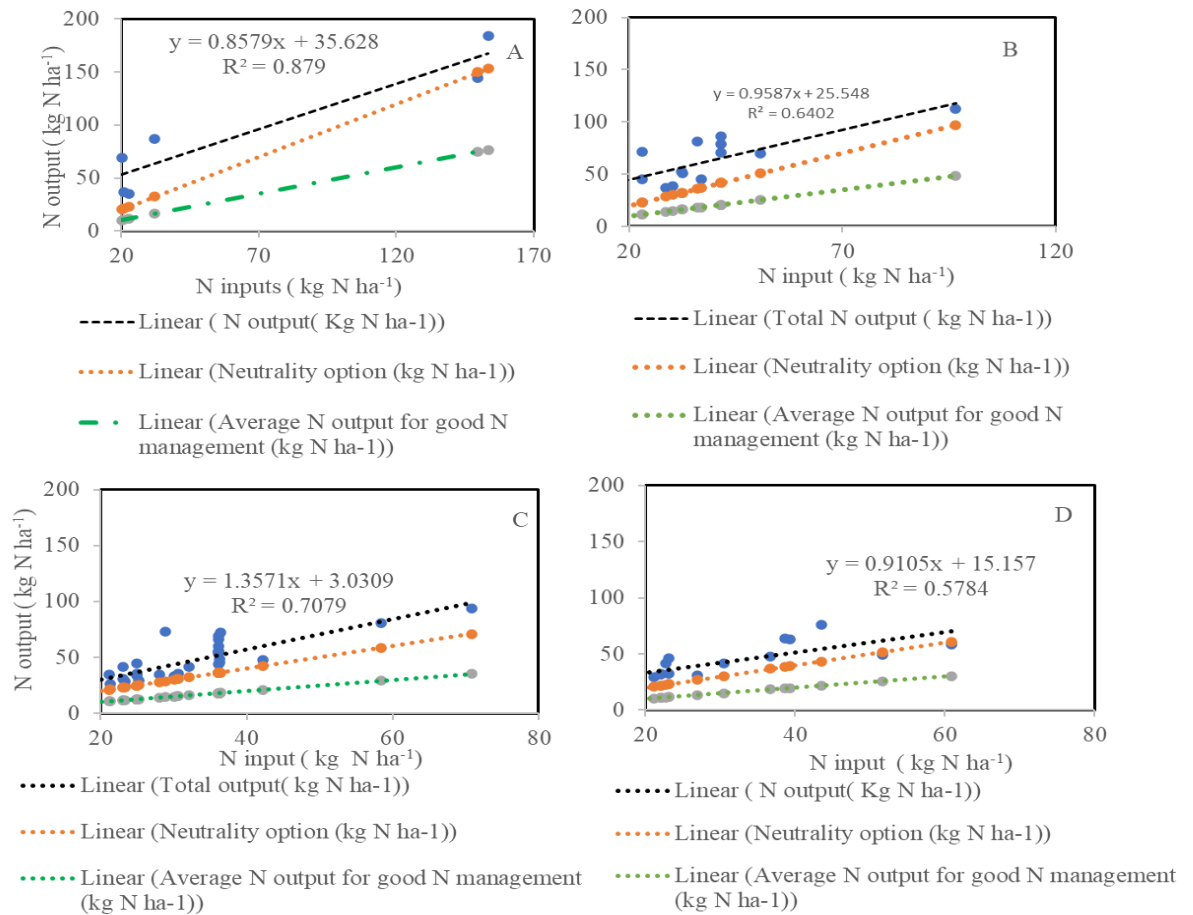 y = 0.8579x + 35.628
R² = 0.879
A
N output ( kg N ha⁻¹)
200
150
100
50
0
20
70
120
170
N inputs ( kg N ha⁻¹)
Linear ( N output( Kg N ha-1))
Linear (Neutrality option (kg N ha-1))
Linear (Average N output for good N
management (kg N ha-1))
y = 0.9587x + 25.548
R² = 0.6402
B
200
150
100
50
0
20
70
120
N input ( kg N ha⁻¹)
Linear (Total N output ( kg N ha-1))
Linear (Neutrality option (kg N ha-1))
Linear (Average N output for good N
management (kg N ha-1))
y = 1.3571x + 3.0309
R² = 0.7079
C
N output ( kg N ha⁻¹)
200
150
100
50
0
20
40
60
80
N input ( kg N ha⁻¹)
Linear (Total output( kg N ha-1))
Linear (Neutrality option (kg N ha-1))
Linear (Average N output for good N management
(kg N ha-1))
y = 0.9105x + 15.157
R² = 0.5784
D
200
150
100
50
0
20
40
60
80
N input ( kg N ha⁻¹)
Linear ( N output( Kg N ha-1))
Linear (Neutrality option (kg N ha-1))
Linear (Average N output for good N management
(kg N ha-1))